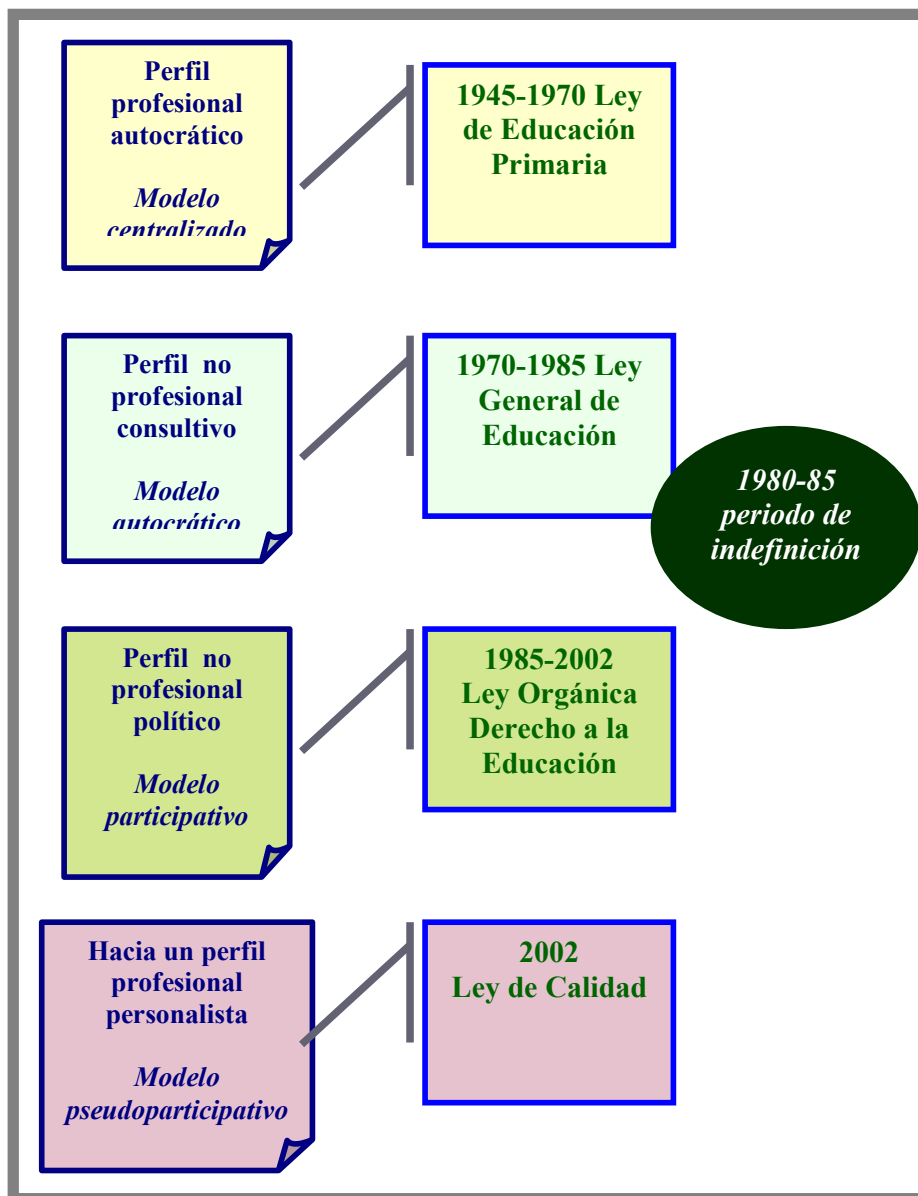 Perfil
profesional
autocrático
Modelo
centralizado
1945-1970 Ley
de Educación
Primaria
Perfil no
profesional
consultivo
Modelo
autocrático
1970-1985 Ley
General de
Educación
1980-85
periodo de
indefinición
Perfil no
profesional
político
Modelo
participativo
1985-2002
Ley Orgánica
Derecho a la
Educación
Hacia un perfil
profesional
personalista
Modelo
pseudoparticipativo
2002
Ley de Calidad